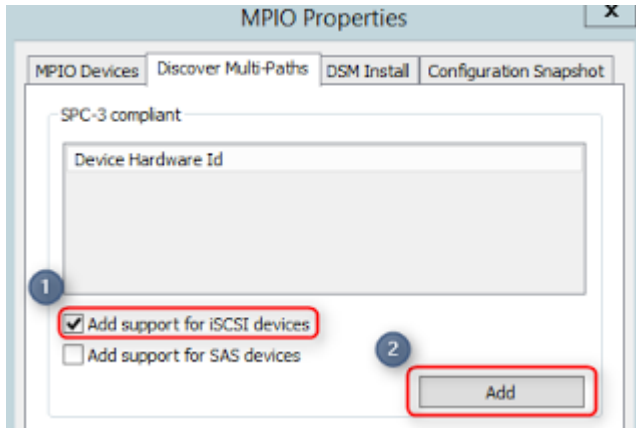 MPIO Properties
x
MPIO Devices Discover Multi-Paths DSM Install Configuration Snapshot
SPC-3 compliant
Device Hardware Id
1
Add support for iSCSI devices
Add support for SAS devices
2
Add